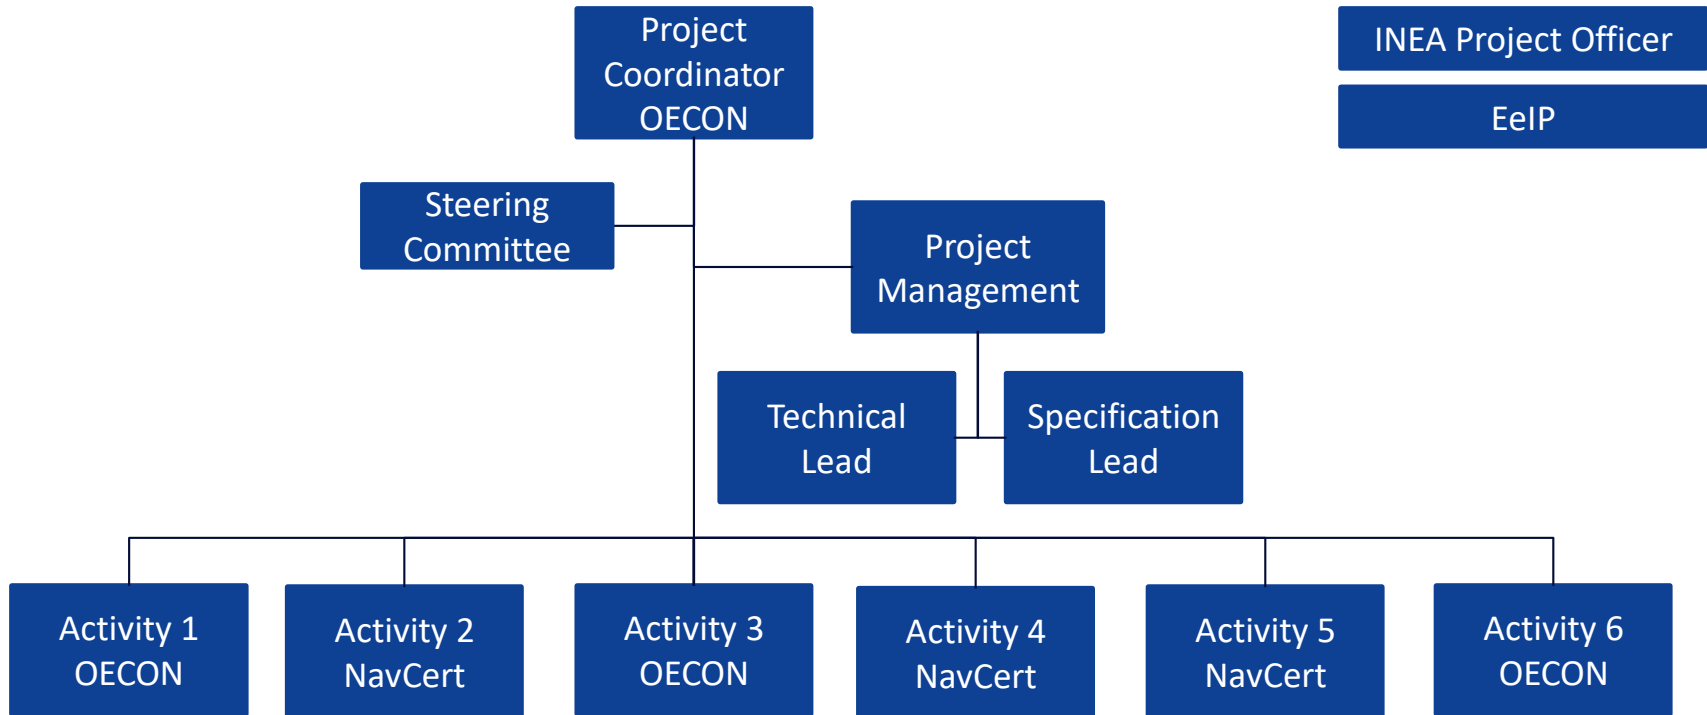 Project
Coordinator
OECON
INEA Project Officer
EeIP
Steering
Committee
Project
Management
Technical
Lead
Specification
Lead
Activity 1
OECON
Activity 2
NavCert
Activity 3
OECON
Activity 4
NavCert
Activity 5
NavCert
Activity 6
OECON